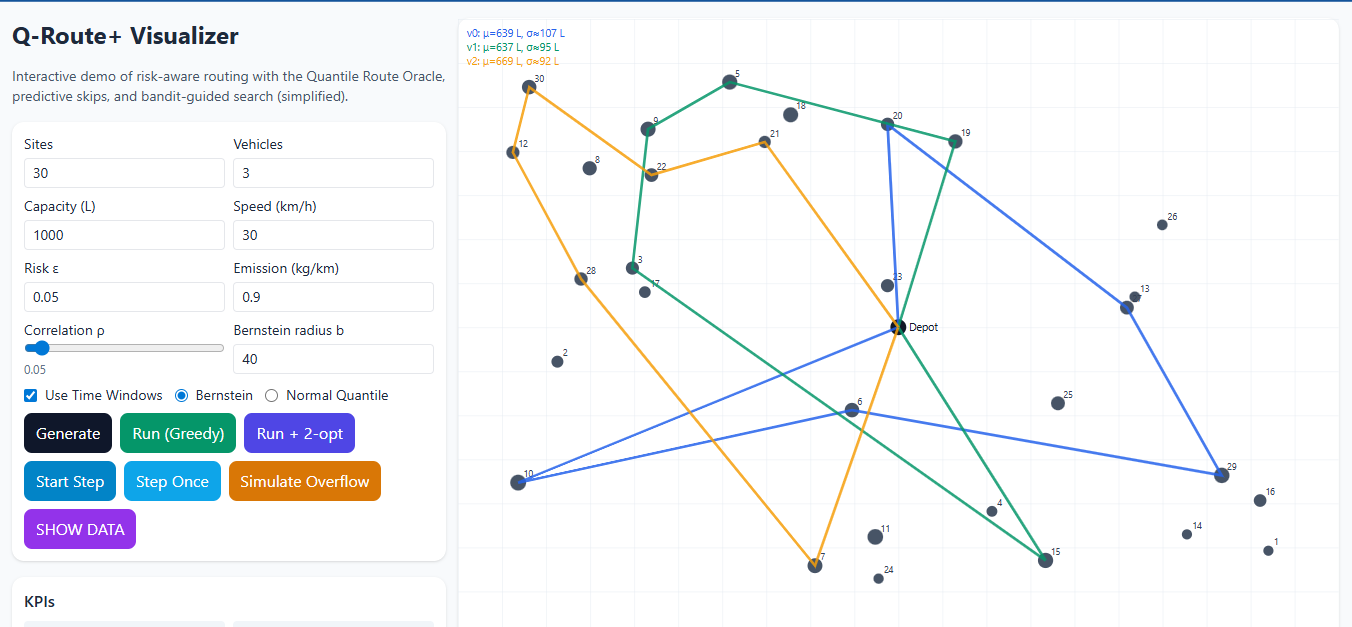 Q-Route+ Visualizer
Interactive demo of risk-aware routing with the Quantile Route Oracle,
predictive skips, and bandit-guided search (simplified).
Sites
Vehicles
30
3
Capacity (L)
Speed (km/h)
1000
30
Risk ε
Emission (kg/km)
0.05
0.9
Correlation ρ
Bernstein radius b
0.05
40
Use Time Windows
Bernstein
Normal Quantile
Generate
Run (Greedy)
Run + 2-opt
Start Step
Step Once
Simulate Overflow
SHOW DATA
KPIs
v0: μ=639 L, σ≈107 L
v1: μ=637 L, σ≈95 L
v2: μ=669 L, σ≈92 L
30
5
18
9
20
19
21
12
8
22
26
3
28
17
23
13
Depot
2
25
6
10
29
16
4
11
14
1
15
7
24